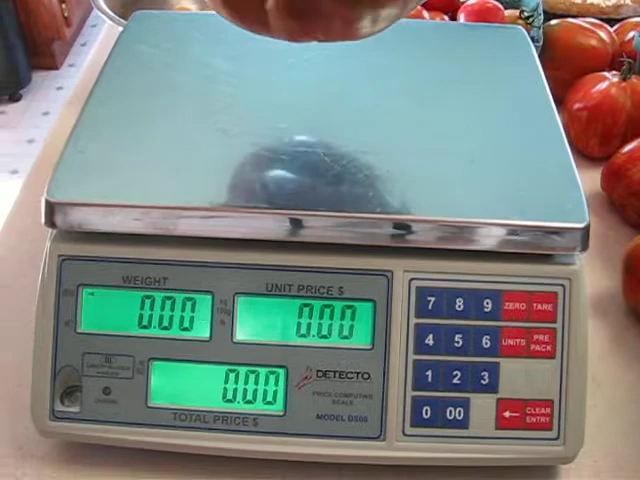 WEIGHT
UNIT PRICE $
0.00
0.00
0.00
TOTAL PRICE $
DETECTO
PRICE COMPUTING
SCALE
MODEL
7 8 9 ZERO TARE
4 5 6 UNITS PRE PACK
1 2 3
0 00 ← CLEAR ENTRY